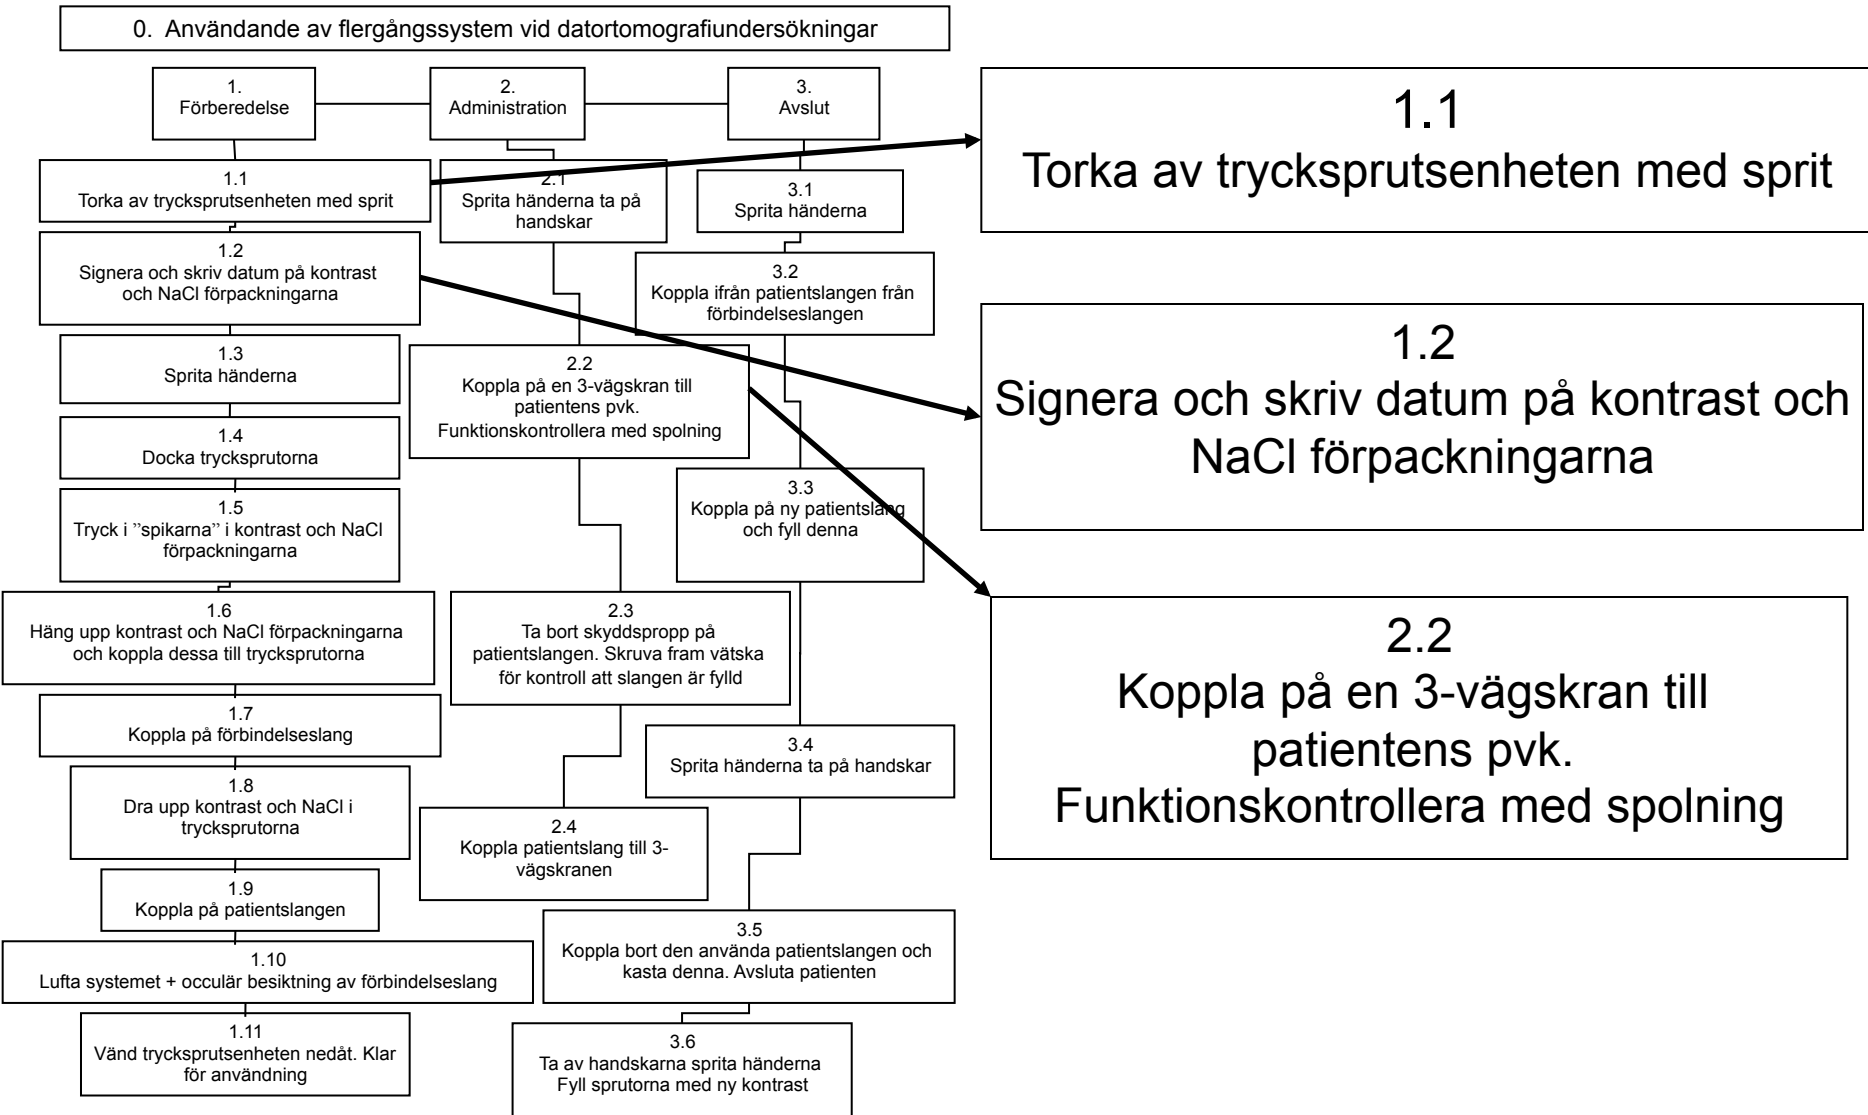 0. Användande av flergångssystem vid datortomografiundersökningar
1.
Förberedelse
2.
Administration
3.
Avslut
1.1
Torka av trycksprutsenheten med sprit
1.2
Signera och skriv datum på kontrast
och NaCl förpackningarna
1.3
Sprita händerna
1.4
Docka trycksprutorna
1.5
Tryck i ”spikarna” i kontrast och NaCl
förpackningarna
1.6
Häng upp kontrast och NaCl förpackningarna
och koppla dessa till trycksprutorna
1.7
Koppla på förbindelseslang
1.8
Dra upp kontrast och NaCl i
trycksprutorna
1.9
Koppla på patientslangen
1.10
Lufta systemet + occulär besiktning av förbindelseslang
1.11
Vänd trycksprutsenheten nedåt. Klar
för användning
2.1
Sprita händerna ta på
handskar
2.2
Koppla på en 3-vägskran till
patientens pvk.
Funktionskontrollera med spolning
2.3
Ta bort skyddspropp på
patientslangen. Skruva fram vätska
för kontroll att slangen är fylld
2.4
Koppla patientslang till 3-
vägskranen
3.1
Sprita händerna
3.2
Koppla ifrån patientslangen från
förbindelseslangen
3.3
Koppla på ny patientslang
och fyll denna
3.4
Sprita händerna ta på handskar
3.5
Koppla bort den använda patientslangen och
kasta denna. Avsluta patienten
3.6
Ta av handskarna sprita händerna
Fyll sprutorna med ny kontrast
1.1
Torka av trycksprutsenheten med sprit
1.2
Signera och skriv datum på kontrast och
NaCl förpackningarna
2.2
Koppla på en 3-vägskran till
patientens pvk.
Funktionskontrollera med spolning